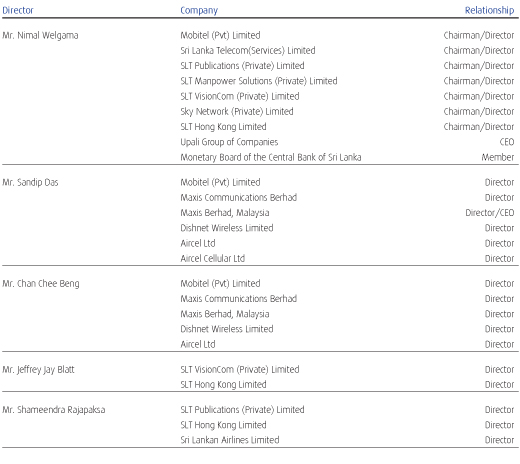 Director Company Relationship
Mr. Nimal Welgama Mobitel (Pvt) Limited Chairman/Director
Sri Lanka Telecom(Services) Limited Chairman/Director
SLT Publications (Private) Limited Chairman/Director
SLT Manpower Solutions (Private) Limited Chairman/Director
SLT VisionCom (Private) Limited Chairman/Director
Sky Network (Private) Limited Chairman/Director
SLT Hong Kong Limited Chairman/Director
Upali Group of Companies CEO
Monetary Board of the Central Bank of Sri Lanka Member
Mr. Sandip Das Mobitel (Pvt) Limited Director
Maxis Communications Berhad Director
Maxis Berhad, Malaysia Director/CEO
Dishnet Wireless Limited Director
Aircel Ltd Director
Aircel Cellular Ltd Director
Mr. Chan Chee Beng Mobitel (Pvt) Limited Director
Maxis Communications Berhad Director
Maxis Berhad, Malaysia Director
Dishnet Wireless Limited Director
Aircel Ltd Director
Mr. Jeffrey Jay Blatt SLT VisionCom (Private) Limited Director
SLT Hong Kong Limited Director
Mr. Shameendra Rajapaksa SLT Publications (Private) Limited Director
SLT Hong Kong Limited Director
Sri Lankan Airlines Limited Director